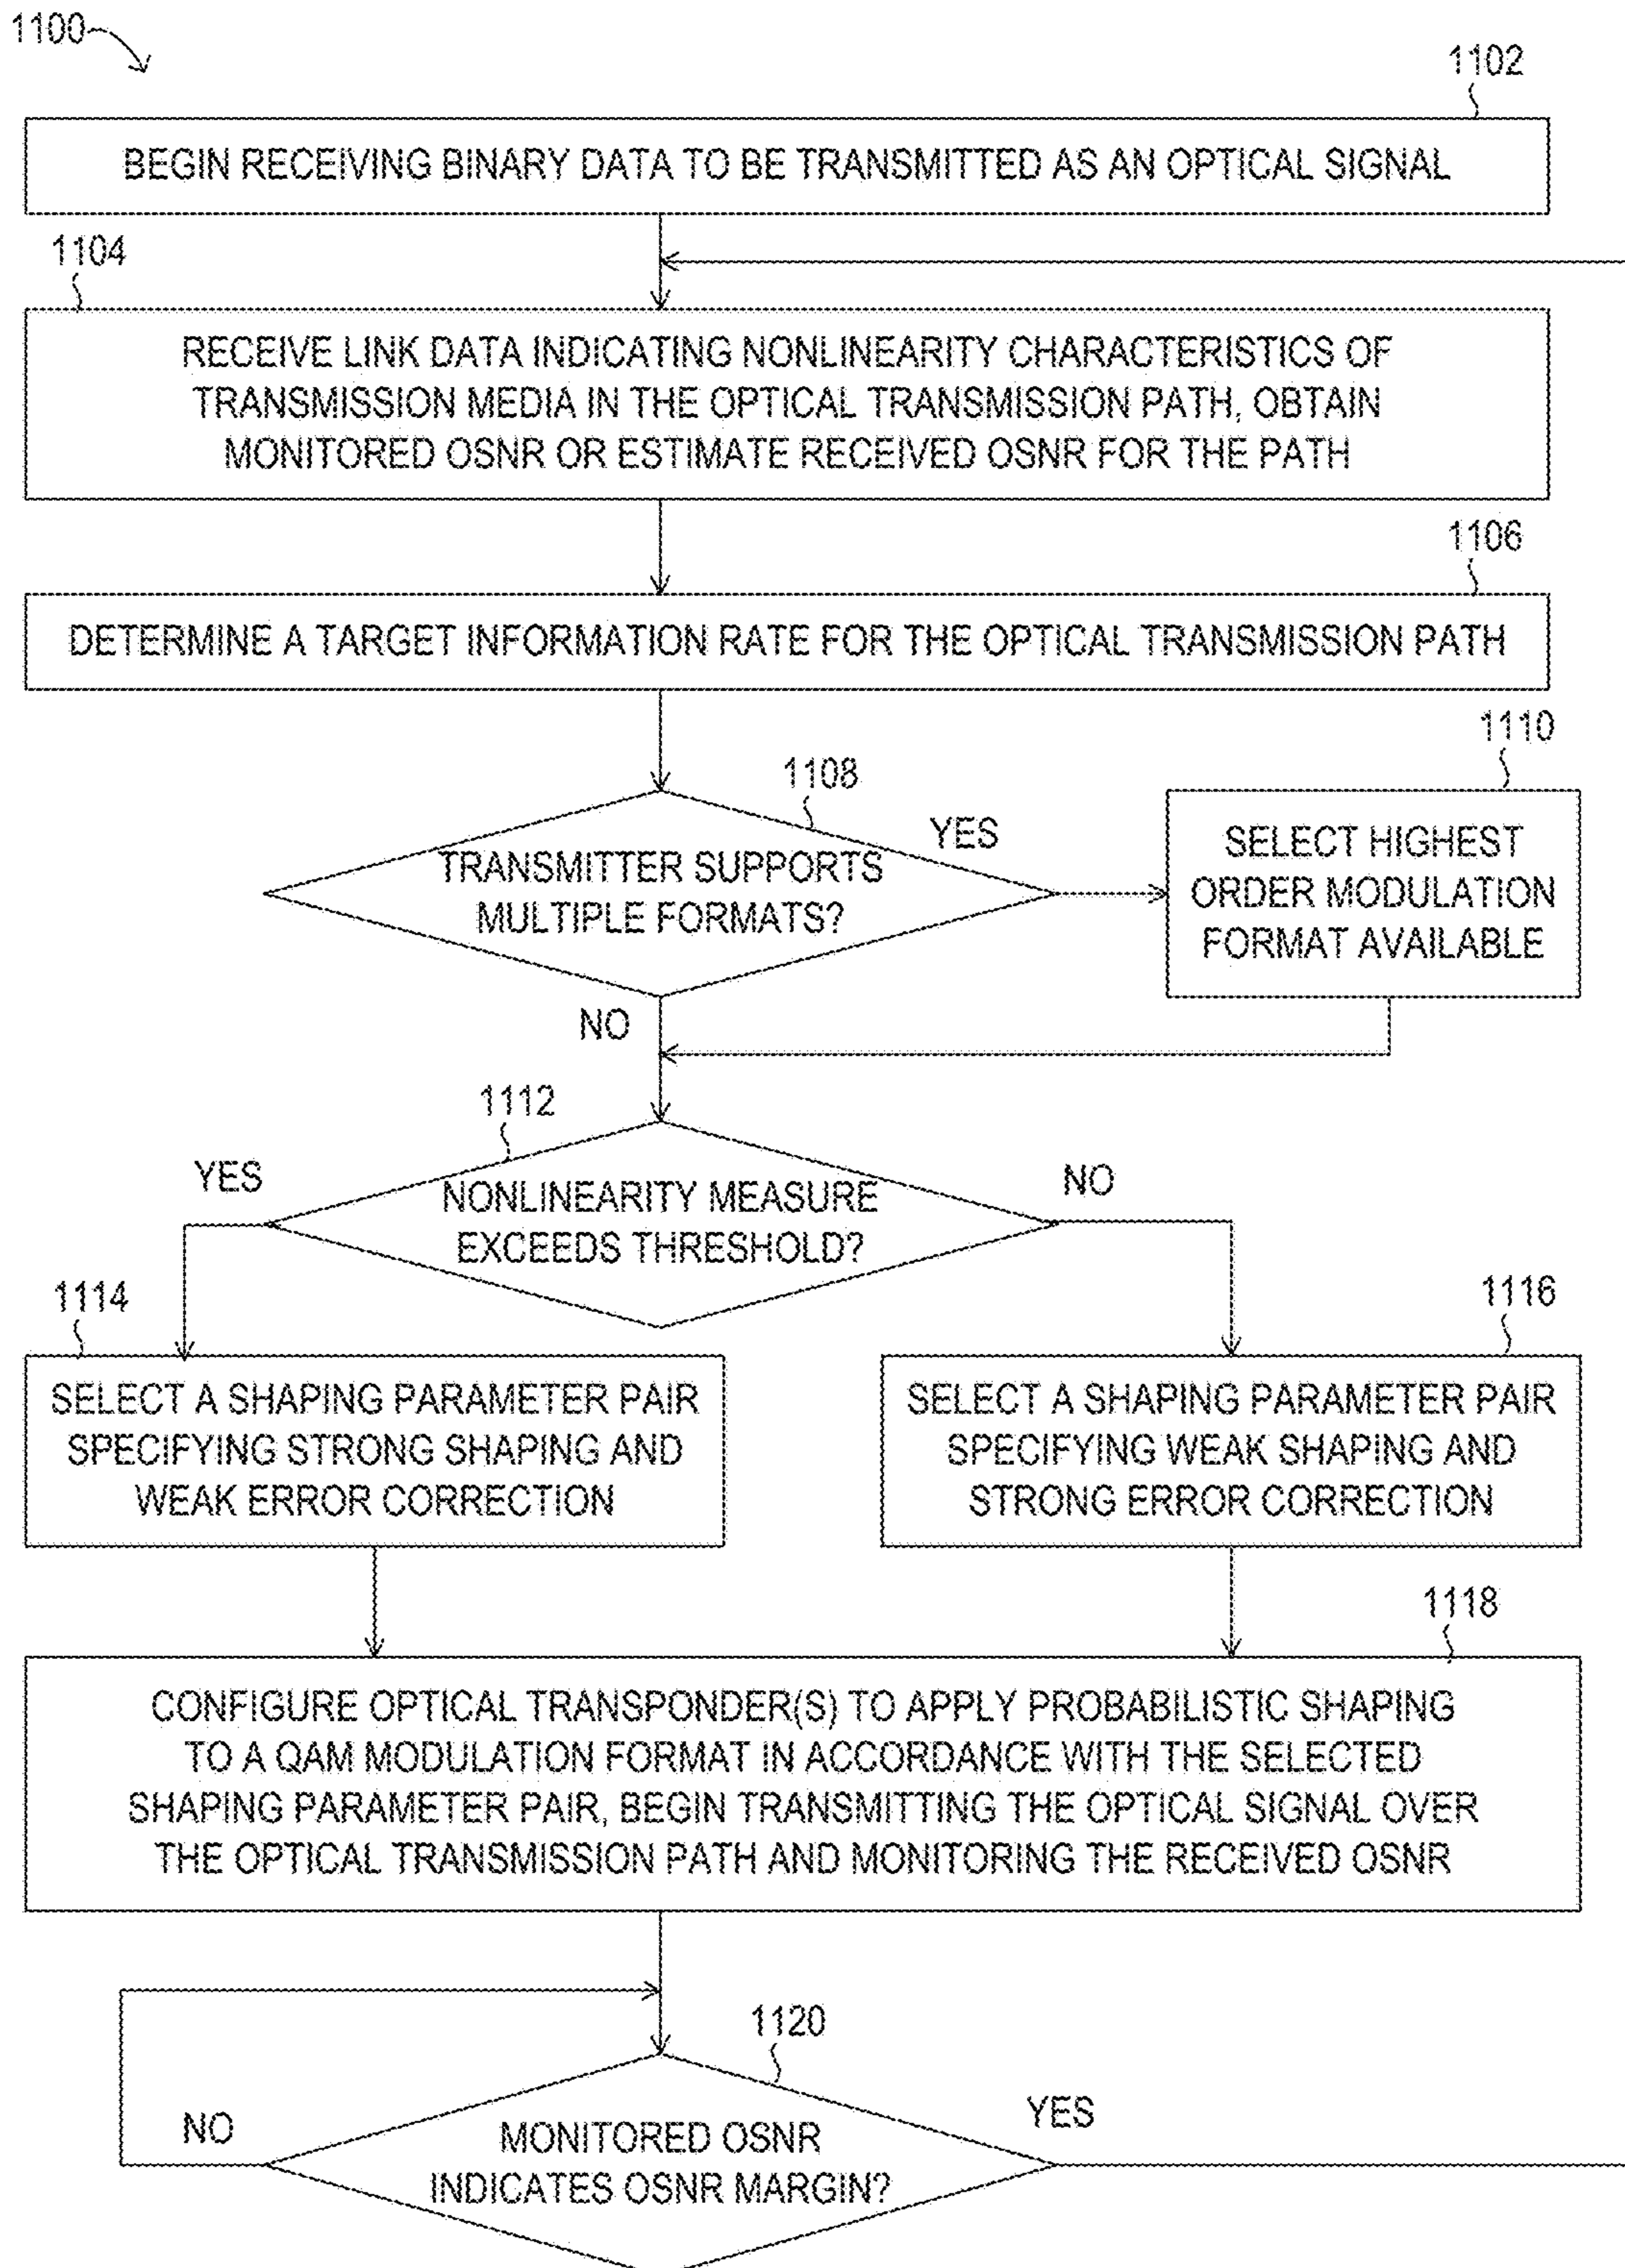 1100
1102
BEGIN RECEIVING BINARY DATA TO BE TRANSMITTED AS AN OPTICAL SIGNAL
1104
RECEIVE LINK DATA INDICATING NONLINEARITY CHARACTERISTICS OF
TRANSMISSION MEDIA IN THE OPTICAL TRANSMISSION PATH, OBTAIN
MONITORED OSNR OR ESTIMATE RECEIVED OSNR FOR THE PATH
1106
DETERMINE A TARGET INFORMATION RATE FOR THE OPTICAL TRANSMISSION PATH
1108
TRANSMITTER SUPPORTS
MULTIPLE FORMATS?
YES
1110
SELECT HIGHEST
ORDER MODULATION
FORMAT AVAILABLE
NO
1112
NONLINEARITY MEASURE
EXCEEDS THRESHOLD?
YES
NO
1114
SELECT A SHAPING PARAMETER PAIR
SPECIFYING STRONG SHAPING AND
WEAK ERROR CORRECTION
1116
SELECT A SHAPING PARAMETER PAIR
SPECIFYING WEAK SHAPING AND
STRONG ERROR CORRECTION
1118
CONFIGURE OPTICAL TRANSPONDER(S) TO APPLY PROBABILISTIC SHAPING
TO A QAM MODULATION FORMAT IN ACCORDANCE WITH THE SELECTED
SHAPING PARAMETER PAIR, BEGIN TRANSMITTING THE OPTICAL SIGNAL OVER
THE OPTICAL TRANSMISSION PATH AND MONITORING THE RECEIVED OSNR
1120
NO
MONITORED OSNR
INDICATES OSNR MARGIN?
YES